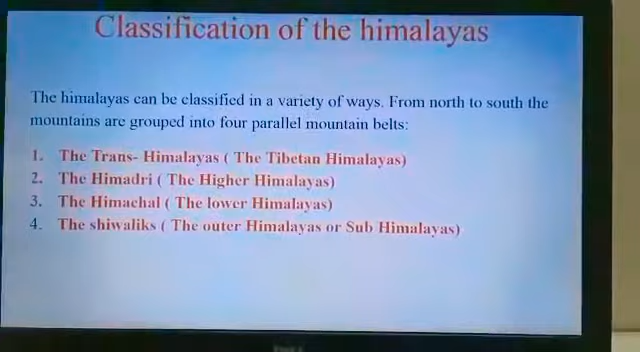 Classification of the himalayas
The himalayas can be classified in a variety of ways. From north to south the
mountains are grouped into four parallel mountain belts:
1. The Trans- Himalayas ( The Tibetan Himalayas)
2. The Himadri ( The Higher Himalayas)
3. The Himachal ( The lower Himalayas)
4. The shiwaliks ( The outer Himalayas or Sub Himalayas)